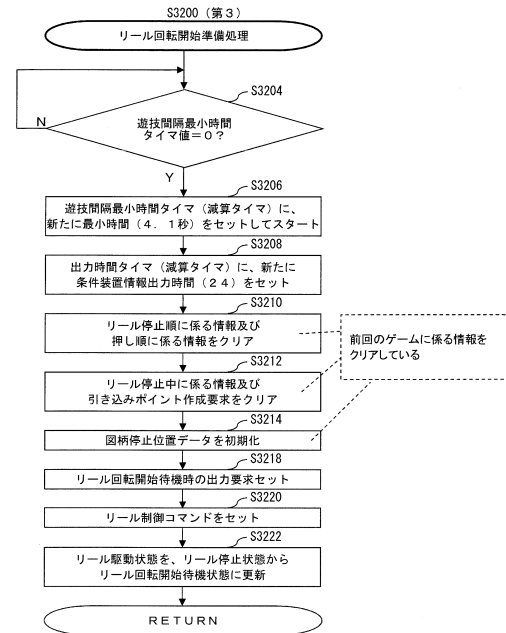 S3200(第3)
リール回転開始準備処理
S3204
遊技間隔最小時間
タイマ値=0?
N
Y
S3206
遊技間隔最小時間タイマ(減算タイマ)に、
新たに最小時間(4.1秒)をセットしてスタート
S3208
出力時間タイマ(減算タイマ)に、新たに
条件装置情報出力時間(24)をセット
S3210
リール停止順に係る情報及び
押し順に係る情報をクリア
前回のゲームに係る情報を
クリアしている
S3212
リール停止中に係る情報及び
引き込みポイント作成要求をクリア
S3214
図柄停止位置データを初期化
S3218
リール回転開始待機時の出力要求セット
S3220
リール制御コマンドをセット
S3222
リール駆動状態を、リール停止状態から
リール回転開始待機状態に更新
RETURN